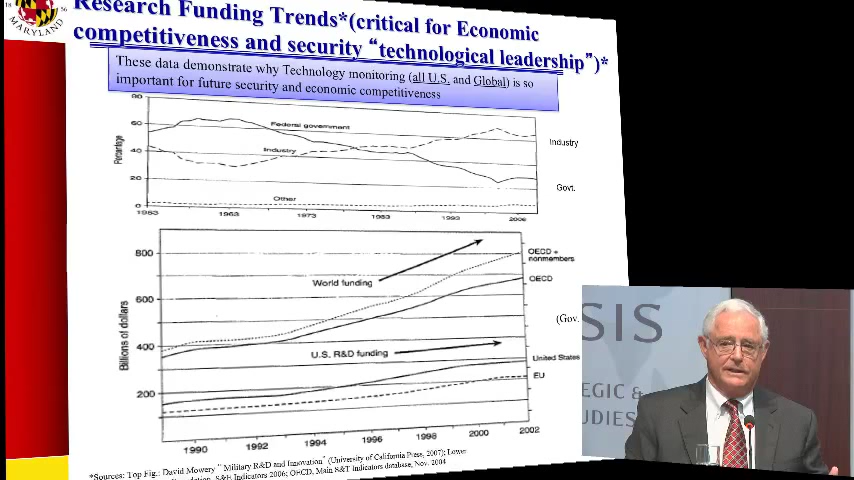 18
56
MARYLAND
Research Funding Trends*(critical for Economic
competitiveness and security “technological leadership”)*
These data demonstrate why Technology monitoring (all U.S. and Global) is so
important for future security and economic competitiveness
Percentage
80
60
40
20
0
Federal government
Industry
Other
Industry
Govt.
1953
1963
1973
1983
1993
2006
Billions of dollars
800
600
400
200
World funding
U.S. R&D funding
OECD +
nonmembers
OECD
(Gov.
United States
EU
1990
1992
1994
1996
1998
2000
2002
*Sources: Top Fig.: David Mowery “ Military R&D and Innovation” (University of California Press, 2007); Lower
S&E Indicators 2006; OECD, Main S&T Indicators database, Nov. 2004
SIS
EGIC &
UDIES